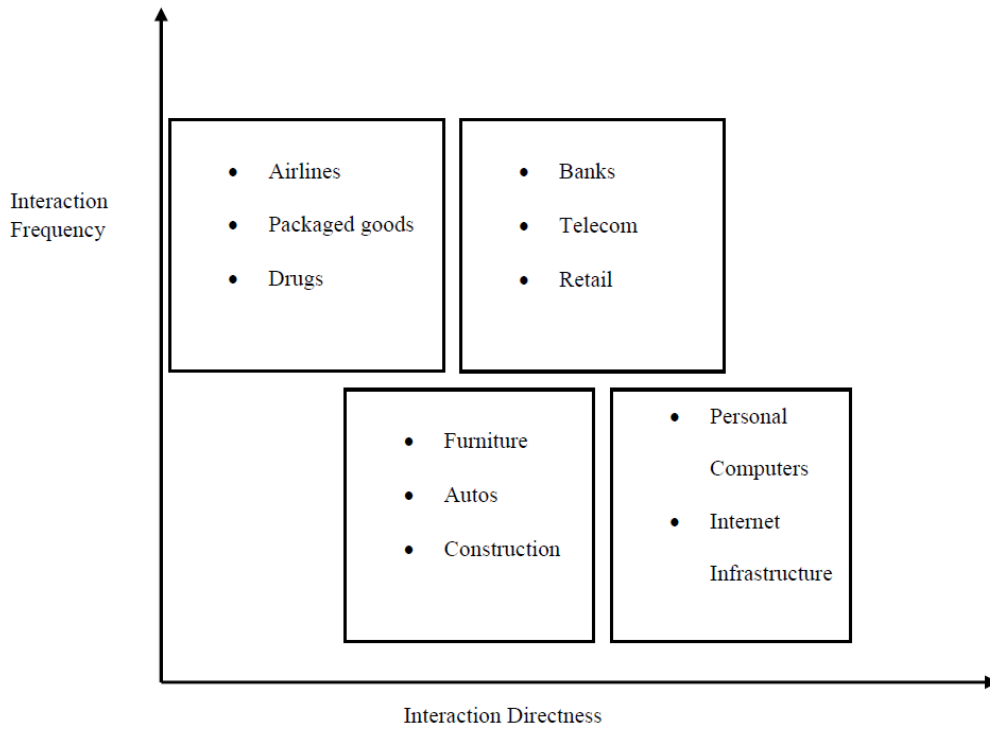 Interaction
Frequency
• Airlines
• Packaged goods
• Drugs
• Banks
• Telecom
• Retail
• Furniture
• Autos
• Construction
• Personal
Computers
• Internet
Infrastructure
Interaction Directness